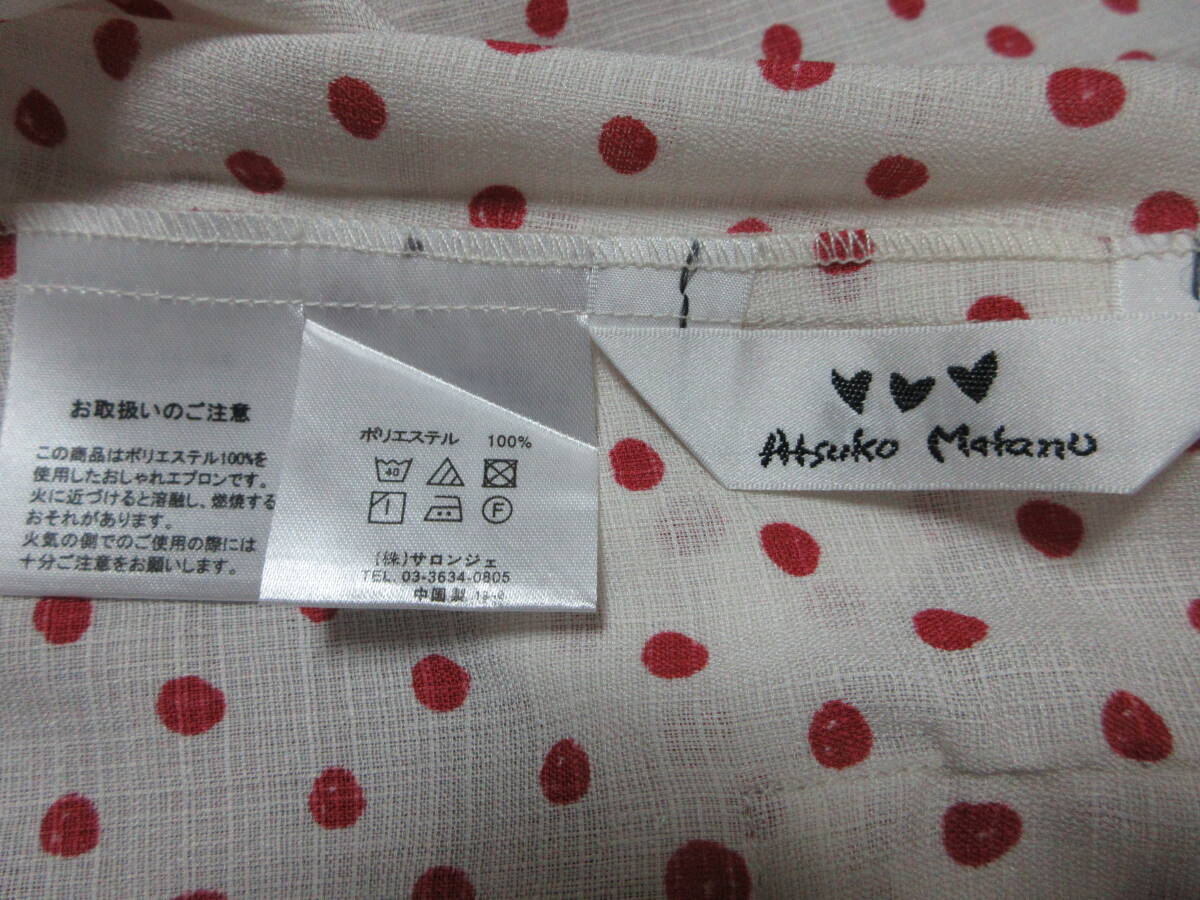 お取扱いのご注意
この商品はポリエステル100%を
使用したおしゃれエプロンです。
火に近づけると溶融し、燃焼する
おそれがあります。
火気の側でのご使用の際には
十分ご注意をお願いします。
ポリエステル 100%
40
F
(株)サロンジェ
TEL. 03-3634-0805
中国製
Atsuko Matano